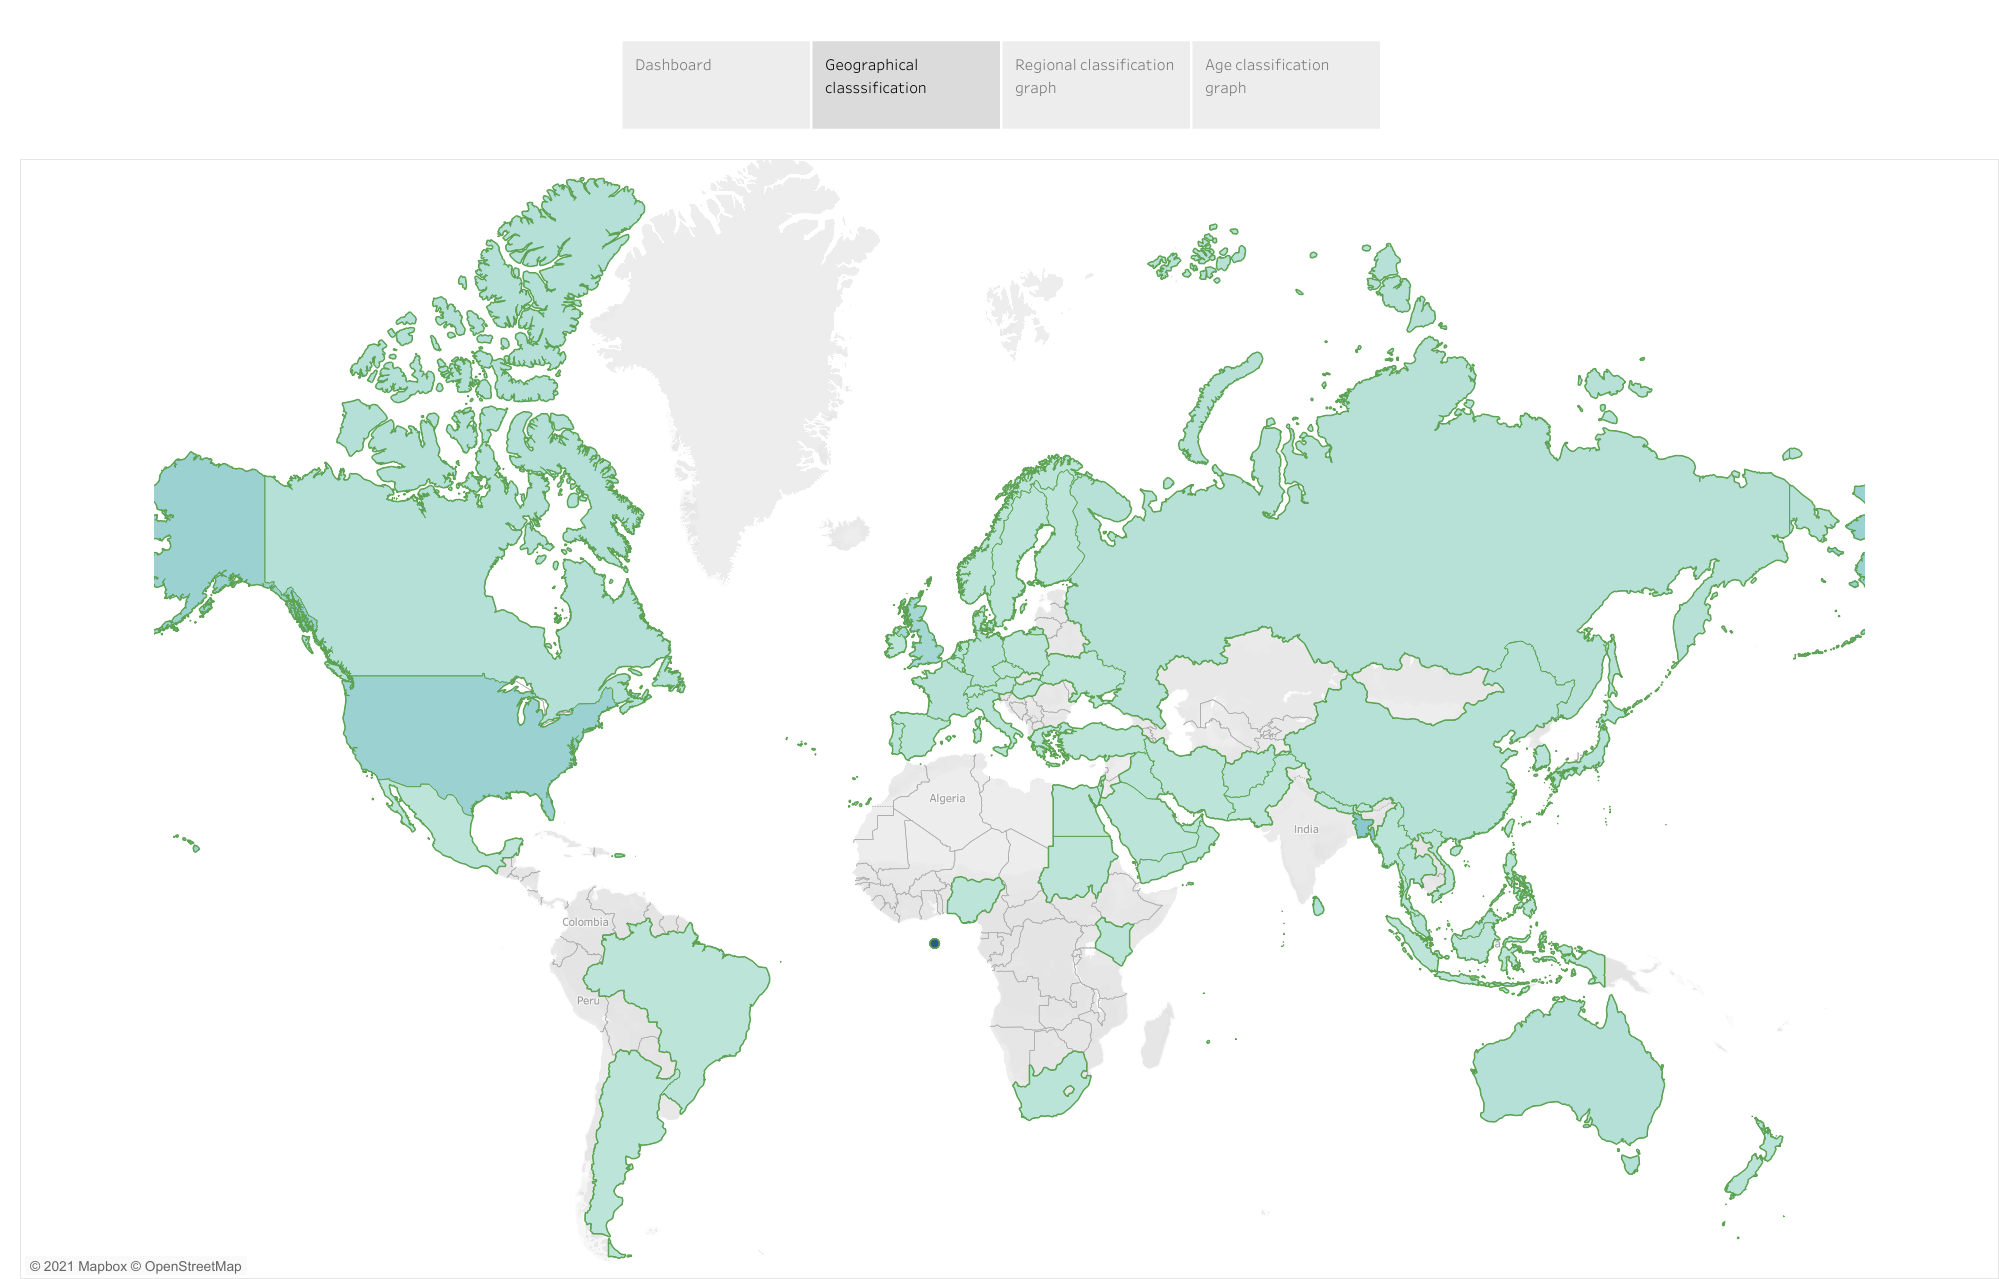 Dashboard
Geographical
classsification
Regional classification
graph
Age classification
graph
Algeria
India
Colombia
Peru
© 2021 Mapbox © OpenStreetMap